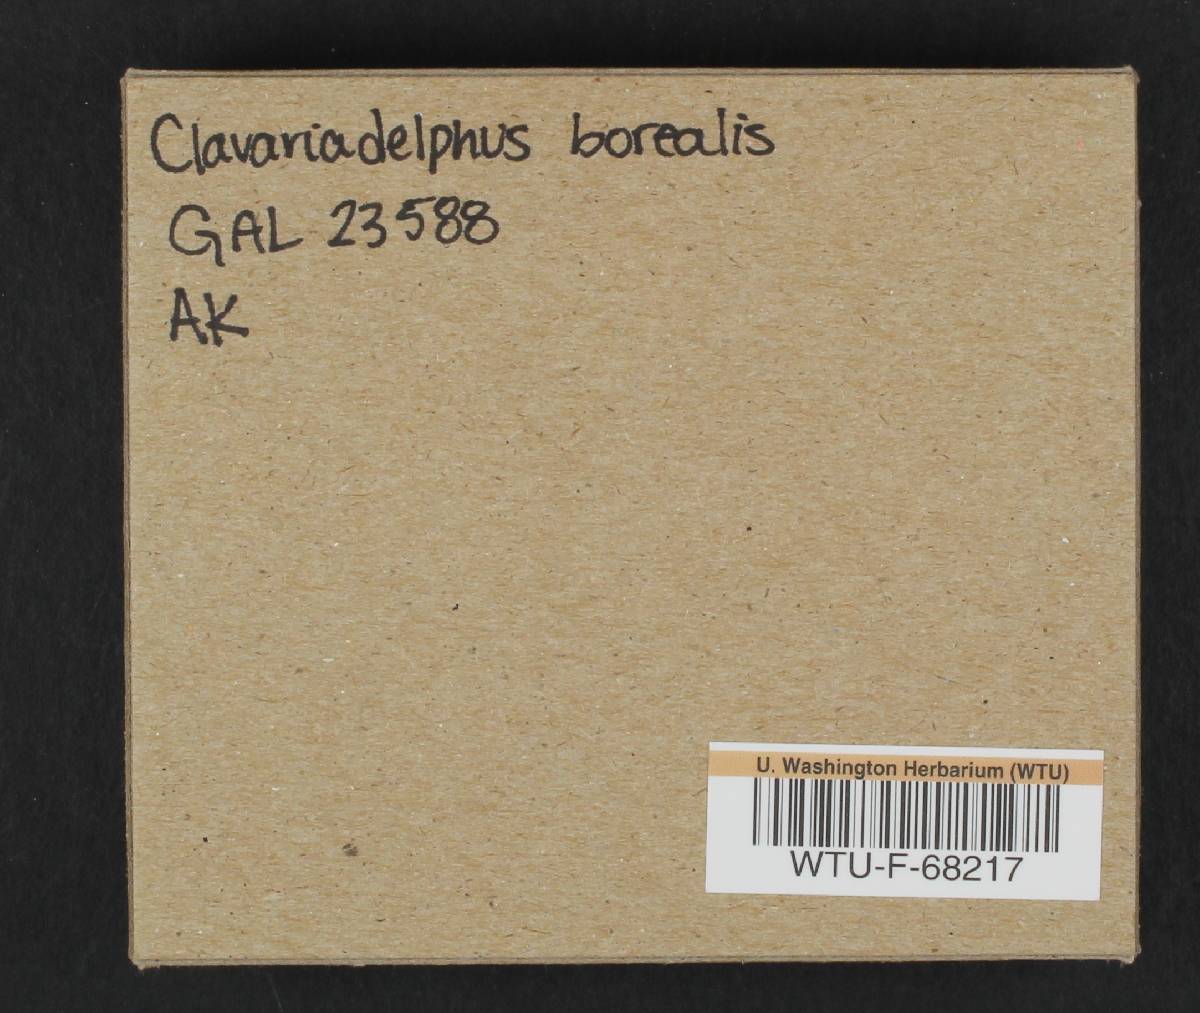 Clavariadelphus borealis
GAL 23588
AK
U. Washington Herbarium (WTU)
WTU-F-68217